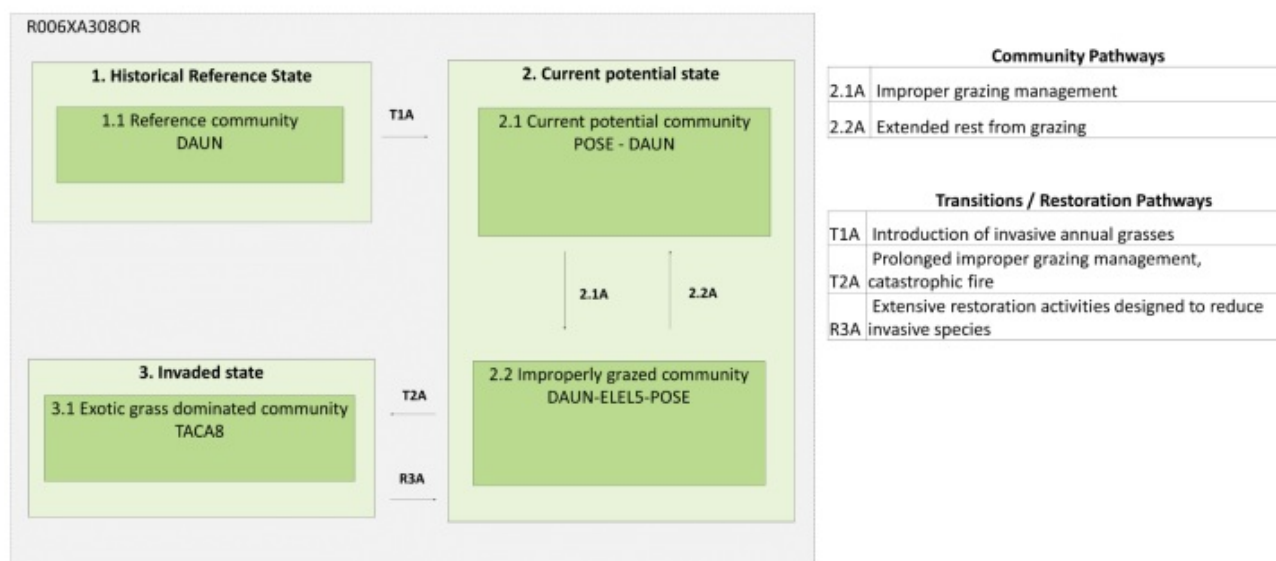 R006XA308OR
1. Historical Reference State
1.1 Reference community
DAUN
T1A
2. Current potential state
2.1 Current potential community
POSE - DAUN
2.1A
2.2A
2.2 Improperly grazed community
DAUN-ELEL5-POSE
3. Invaded state
3.1 Exotic grass dominated community
TACA8
T2A
R3A
Community Pathways
2.1A Improper grazing management
2.2A Extended rest from grazing
Transitions / Restoration Pathways
T1A Introduction of invasive annual grasses
Prolonged improper grazing management,
T2A catastrophic fire
Extensive restoration activities designed to reduce
R3A invasive species